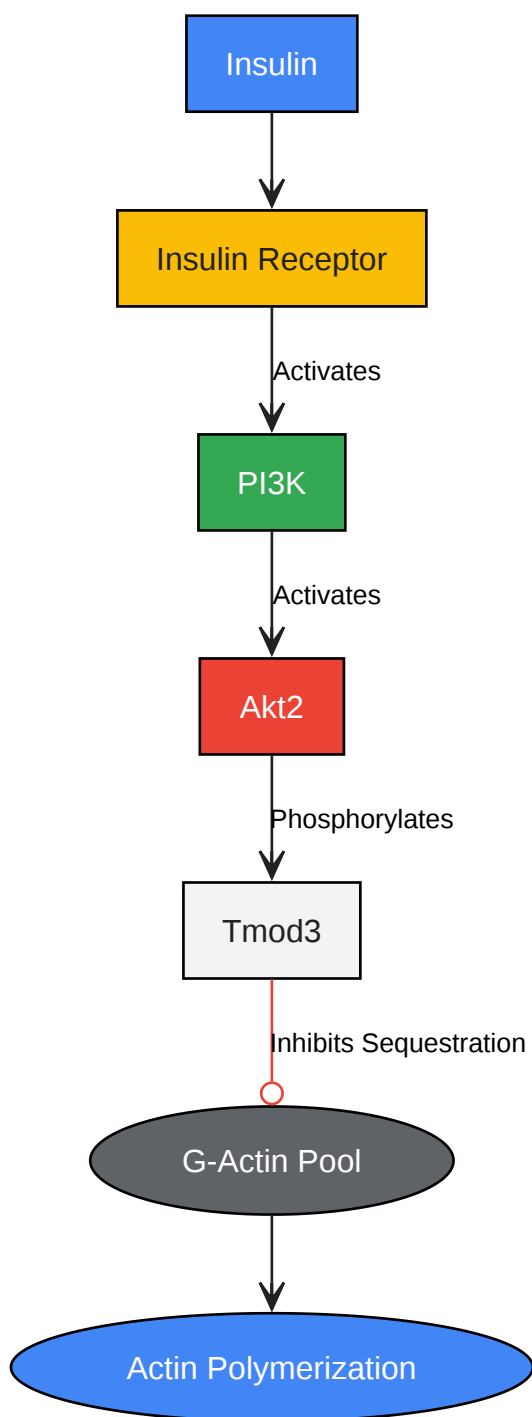 Insulin
Insulin Receptor
Activates
PI3K
Activates
Akt2
Phosphorylates
Tmod3
Inhibits Sequestration
G-Actin Pool
Actin Polymerization